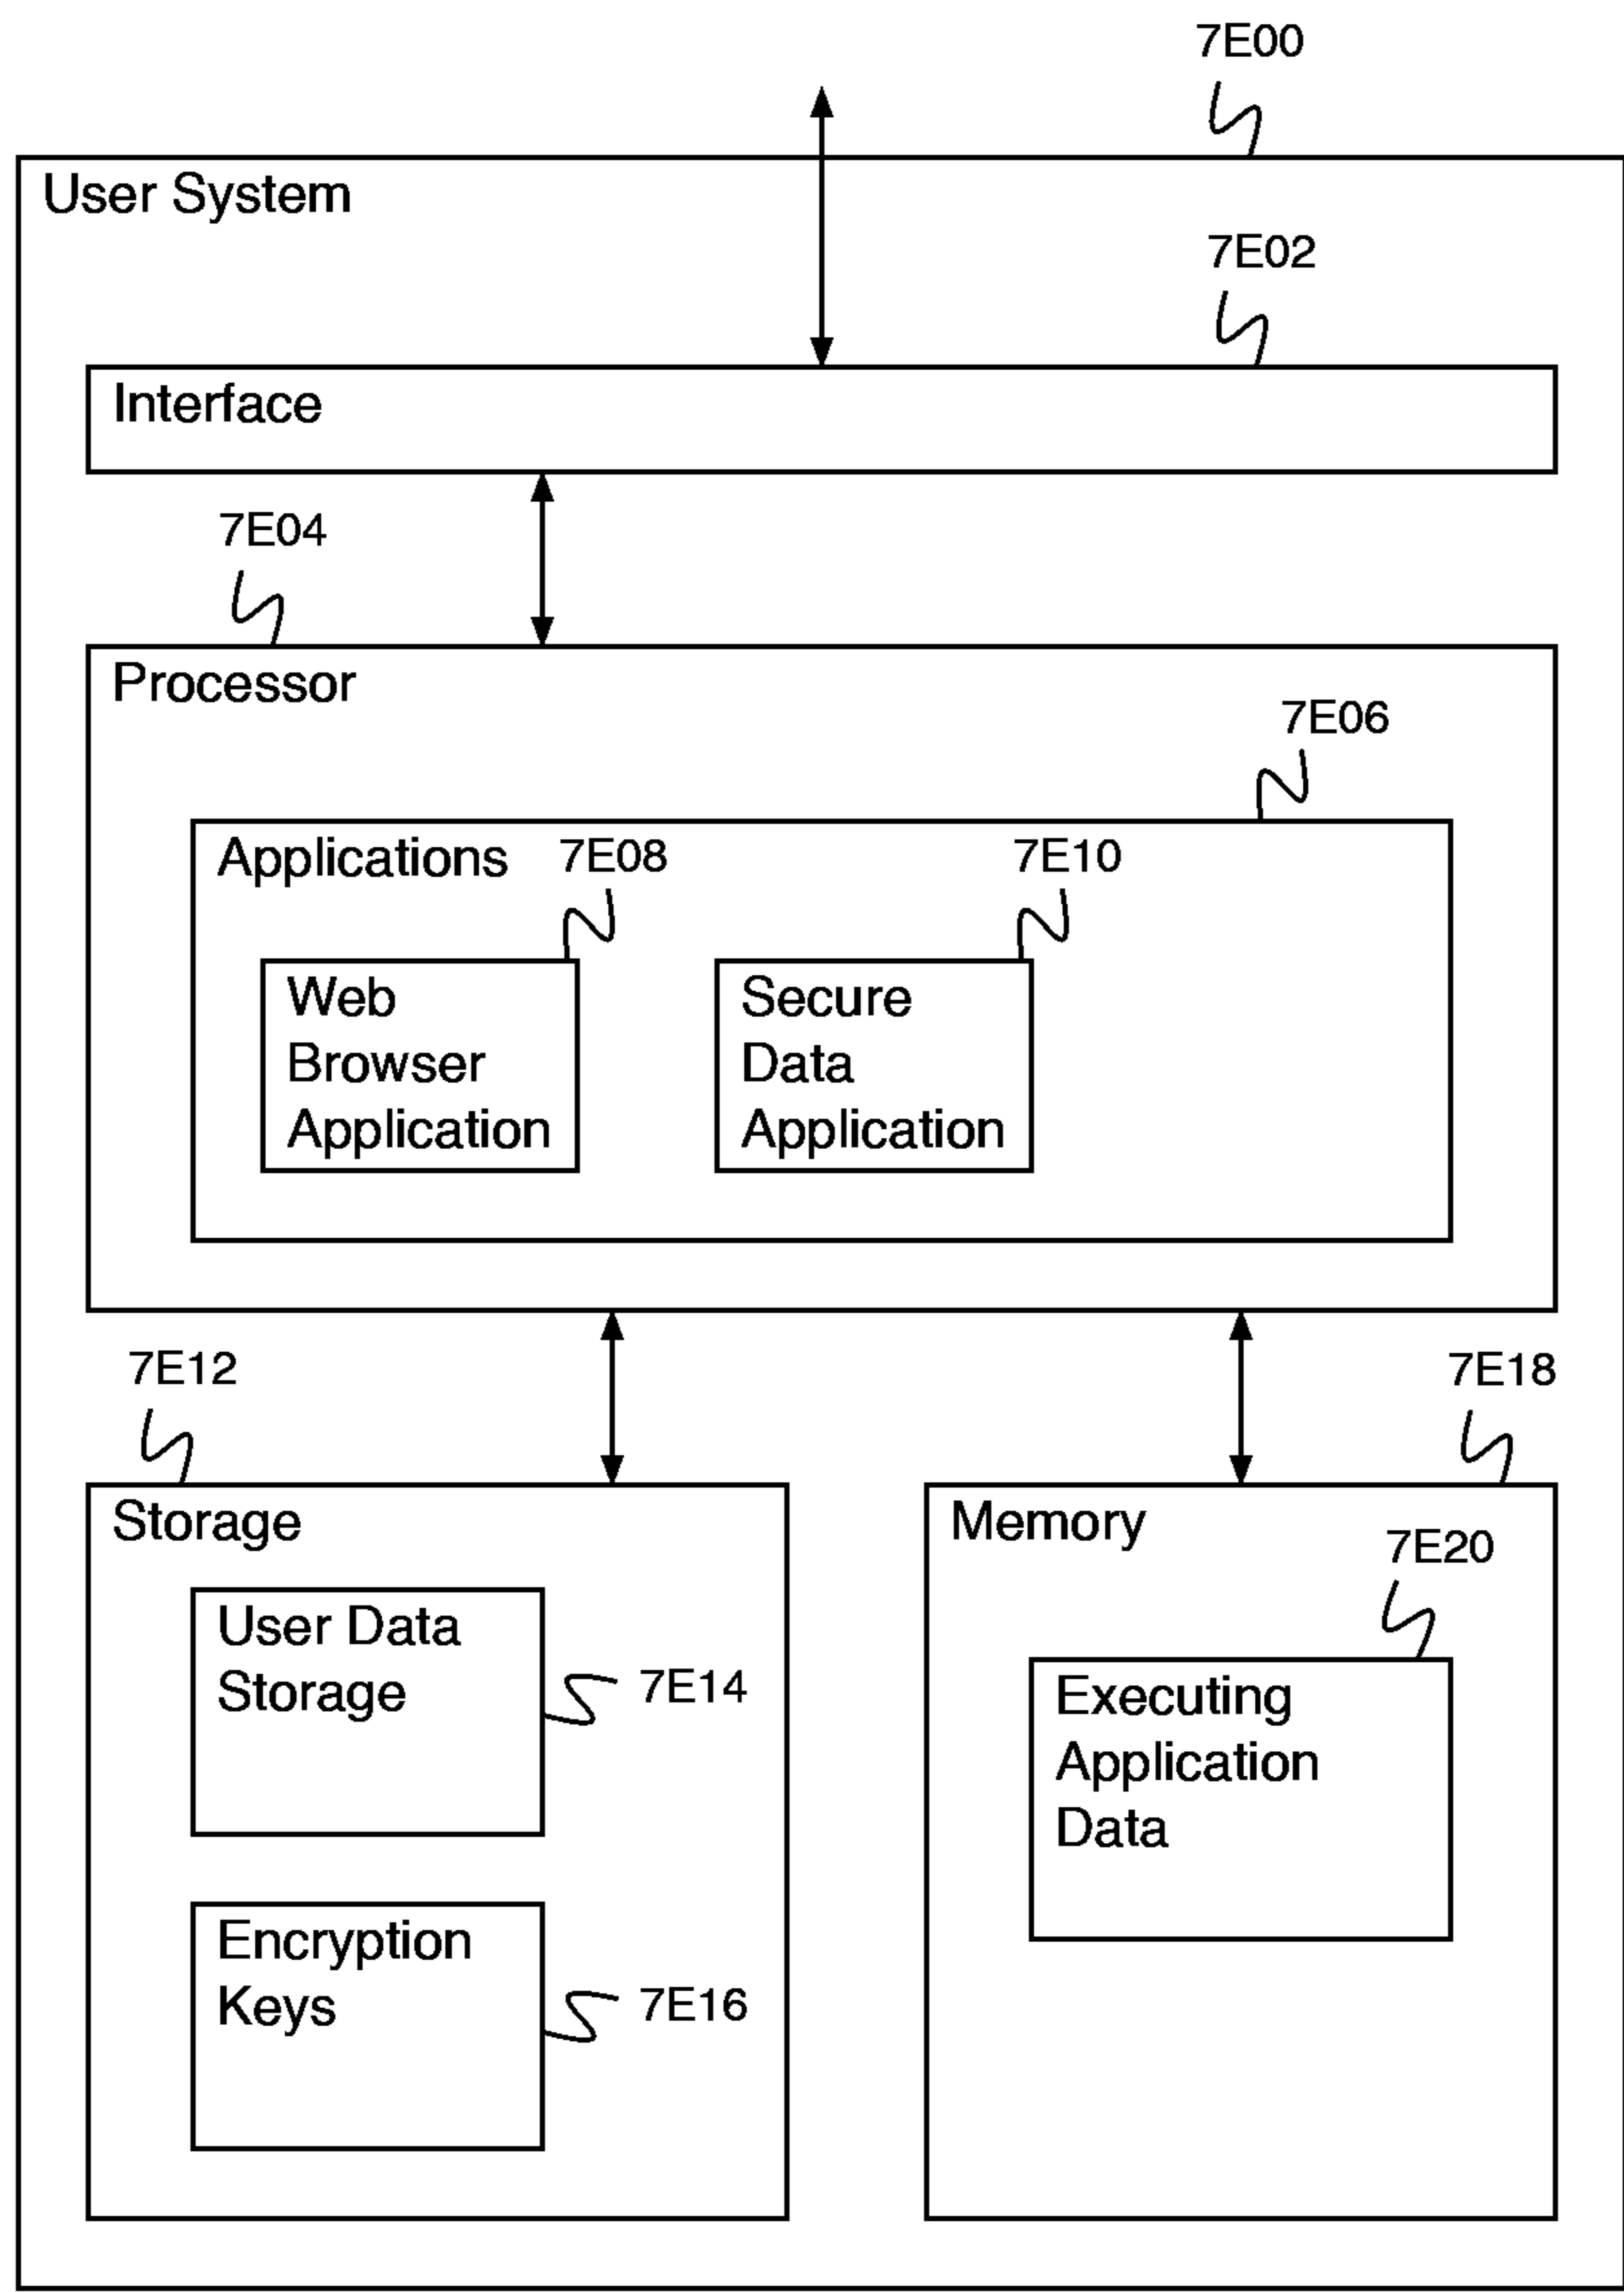 7E00
User System
7E02
Interface
7E04
Processor
7E06
Applications
7E08
7E10
Web
Browser
Application
Secure
Data
Application
7E12
7E18
Storage
Memory
7E20
User Data
Storage
7E14
Executing
Application
Data
Encryption
Keys
7E16